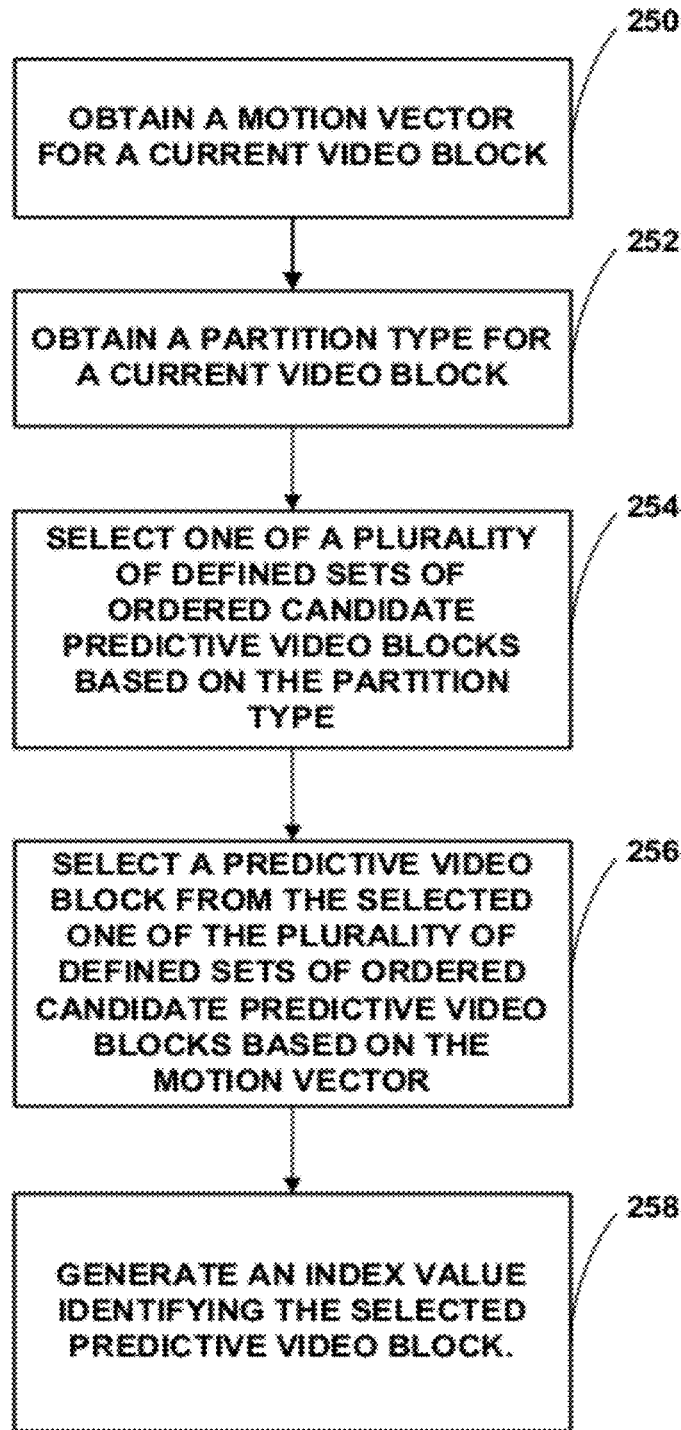 250
OBTAIN A MOTION VECTOR
FOR A CURRENT VIDEO BLOCK
252
OBTAIN A PARTITION TYPE FOR
A CURRENT VIDEO BLOCK
254
SELECT ONE OF A PLURALITY
OF DEFINED SETS OF
ORDERED CANDIDATE
PREDICTIVE VIDEO BLOCKS
BASED ON THE PARTITION
TYPE
256
SELECT A PREDICTIVE VIDEO
BLOCK FROM THE SELECTED
ONE OF THE PLURALITY OF
DEFINED SETS OF ORDERED
CANDIDATE PREDICTIVE VIDEO
BLOCKS BASED ON THE
MOTION VECTOR
258
GENERATE AN INDEX VALUE
IDENTIFYING THE SELECTED
PREDICTIVE VIDEO BLOCK.